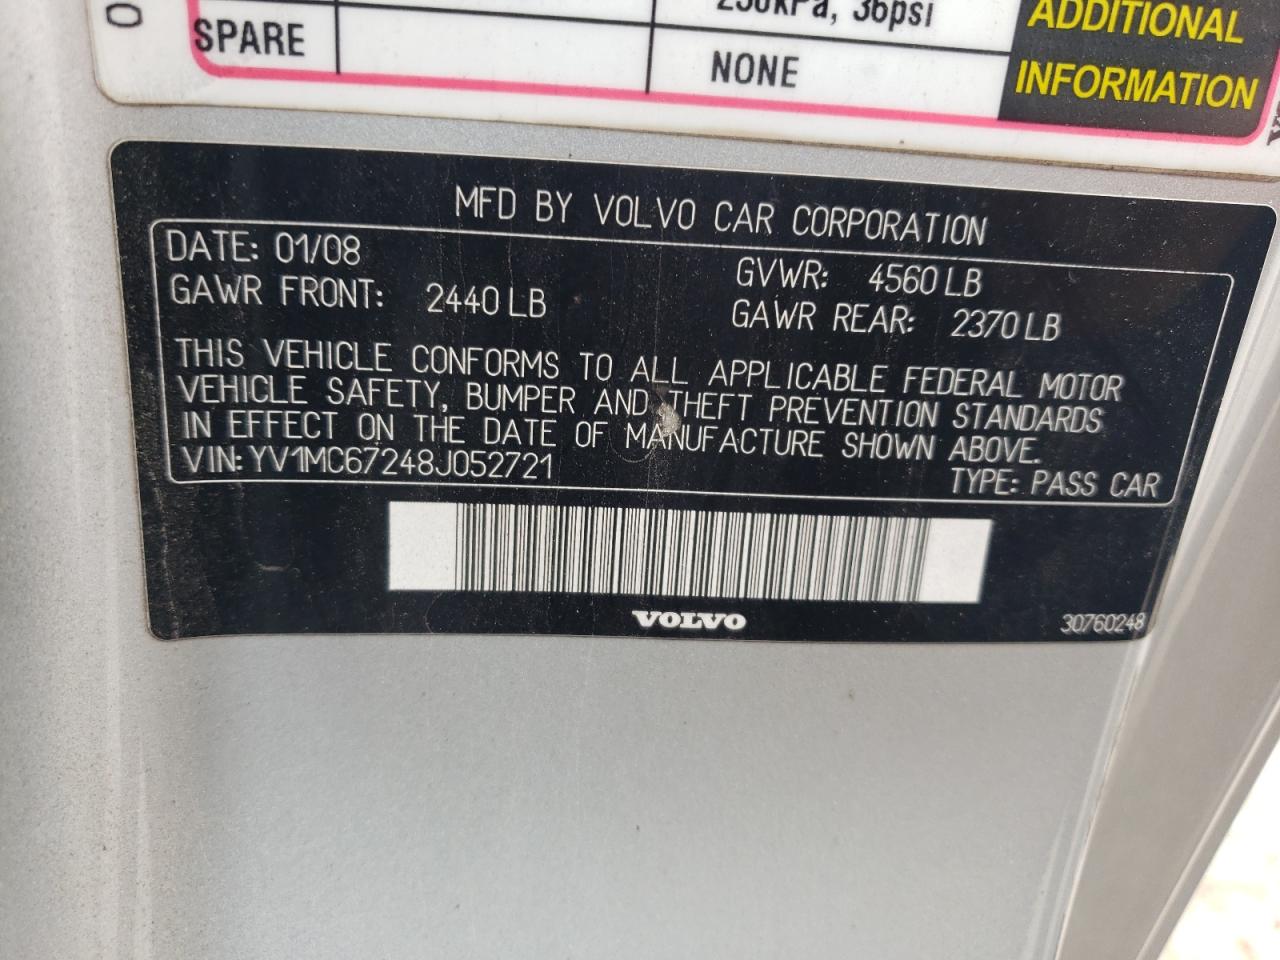 250kPa, 36psi
ADDITIONAL
SPARE NONE INFORMATION
MFD BY VOLVO CAR CORPORATION
DATE: 01/08 GVWR: 4560 LB
GAWR FRONT: 2440 LB GAWR REAR: 2370 LB
THIS VEHICLE CONFORMS TO ALL APPLICABLE FEDERAL MOTOR
VEHICLE SAFETY, BUMPER AND THEFT PREVENTION STANDARDS
IN EFFECT ON THE DATE OF MANUFACTURE SHOWN ABOVE.
VIN: YV1MC67248J052721 TYPE: PASS CAR
VOLVO 30760248